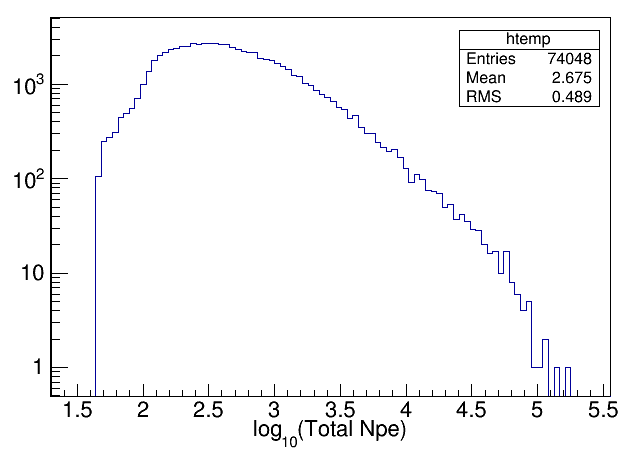 htemp
Entries 74048
Mean 2.675
RMS 0.489
10³
10²
10
1
1.5 2 2.5 3 3.5 4 4.5 5 5.5
log₁₀(Total Npe)